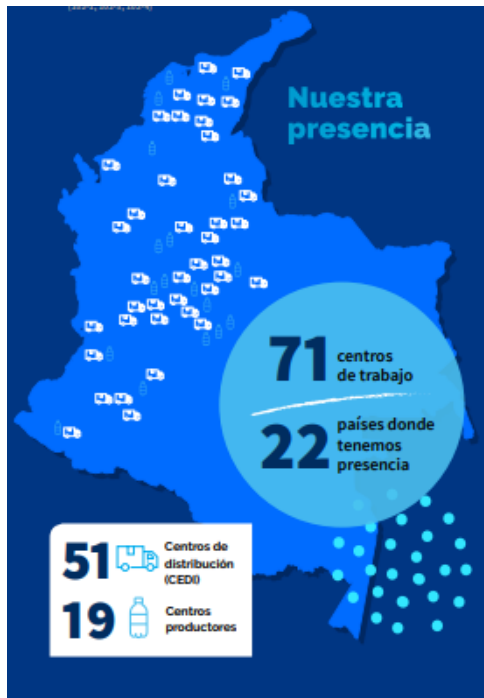 Nuestra
presencia
71 centros
de trabajo
22 países donde
tenemos
presencia
51 Centros de
distribución
(CEDI)
19 Centros
productores